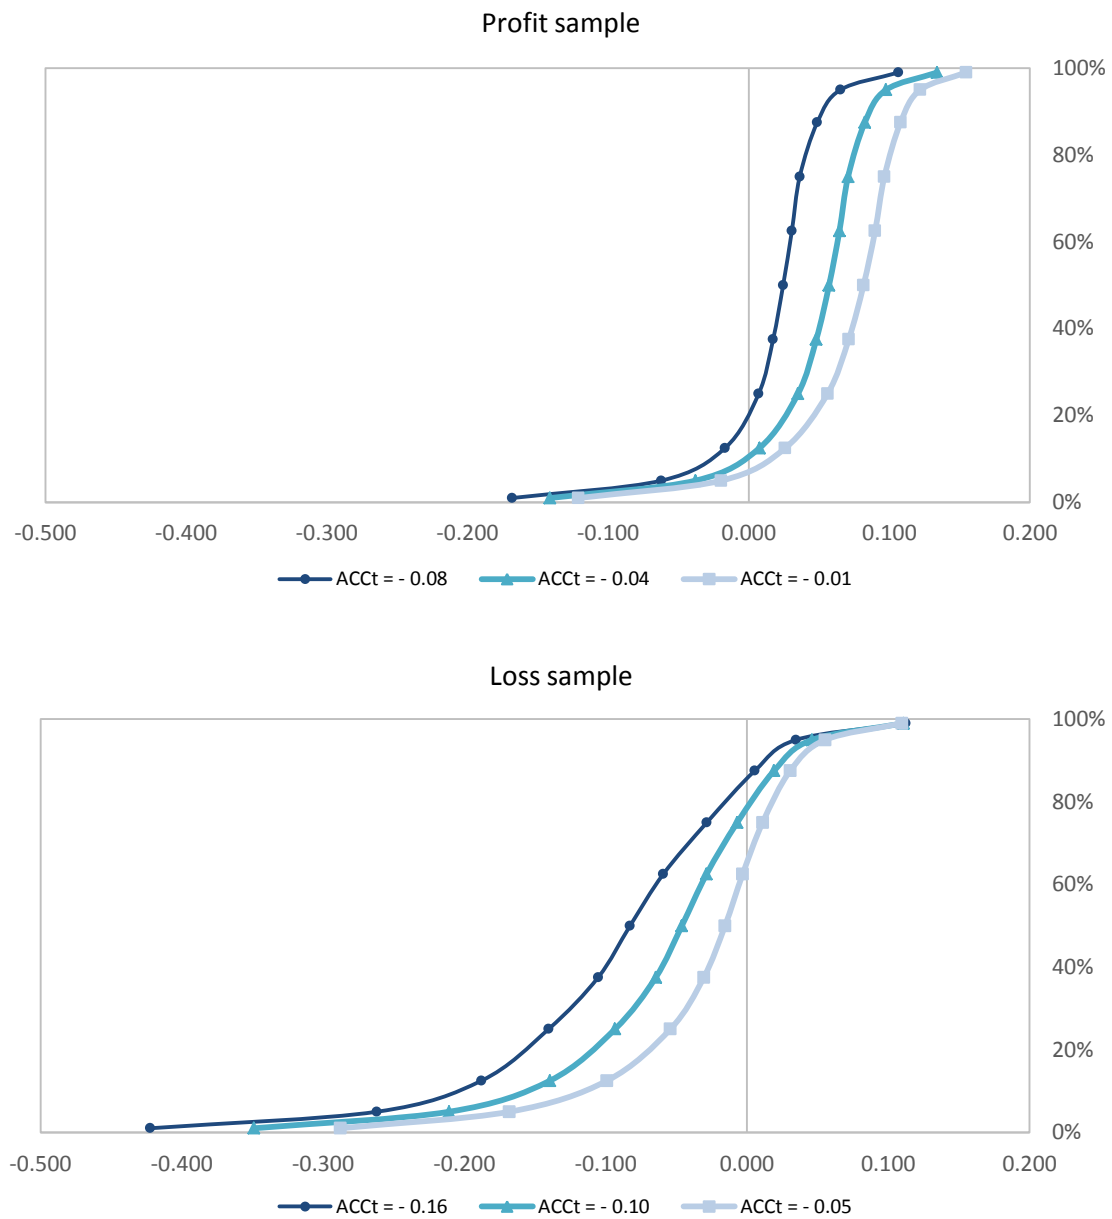 Profit sample
100%
80%
60%
40%
20%
0%
-0.500 -0.400 -0.300 -0.200 -0.100 0.000 0.100 0.200
ACCt = - 0.08 ACCt = - 0.04 ACCt = - 0.01
Loss sample
100%
80%
60%
40%
20%
0%
-0.500 -0.400 -0.300 -0.200 -0.100 0.000 0.100 0.200
ACCt = - 0.16 ACCt = - 0.10 ACCt = - 0.05